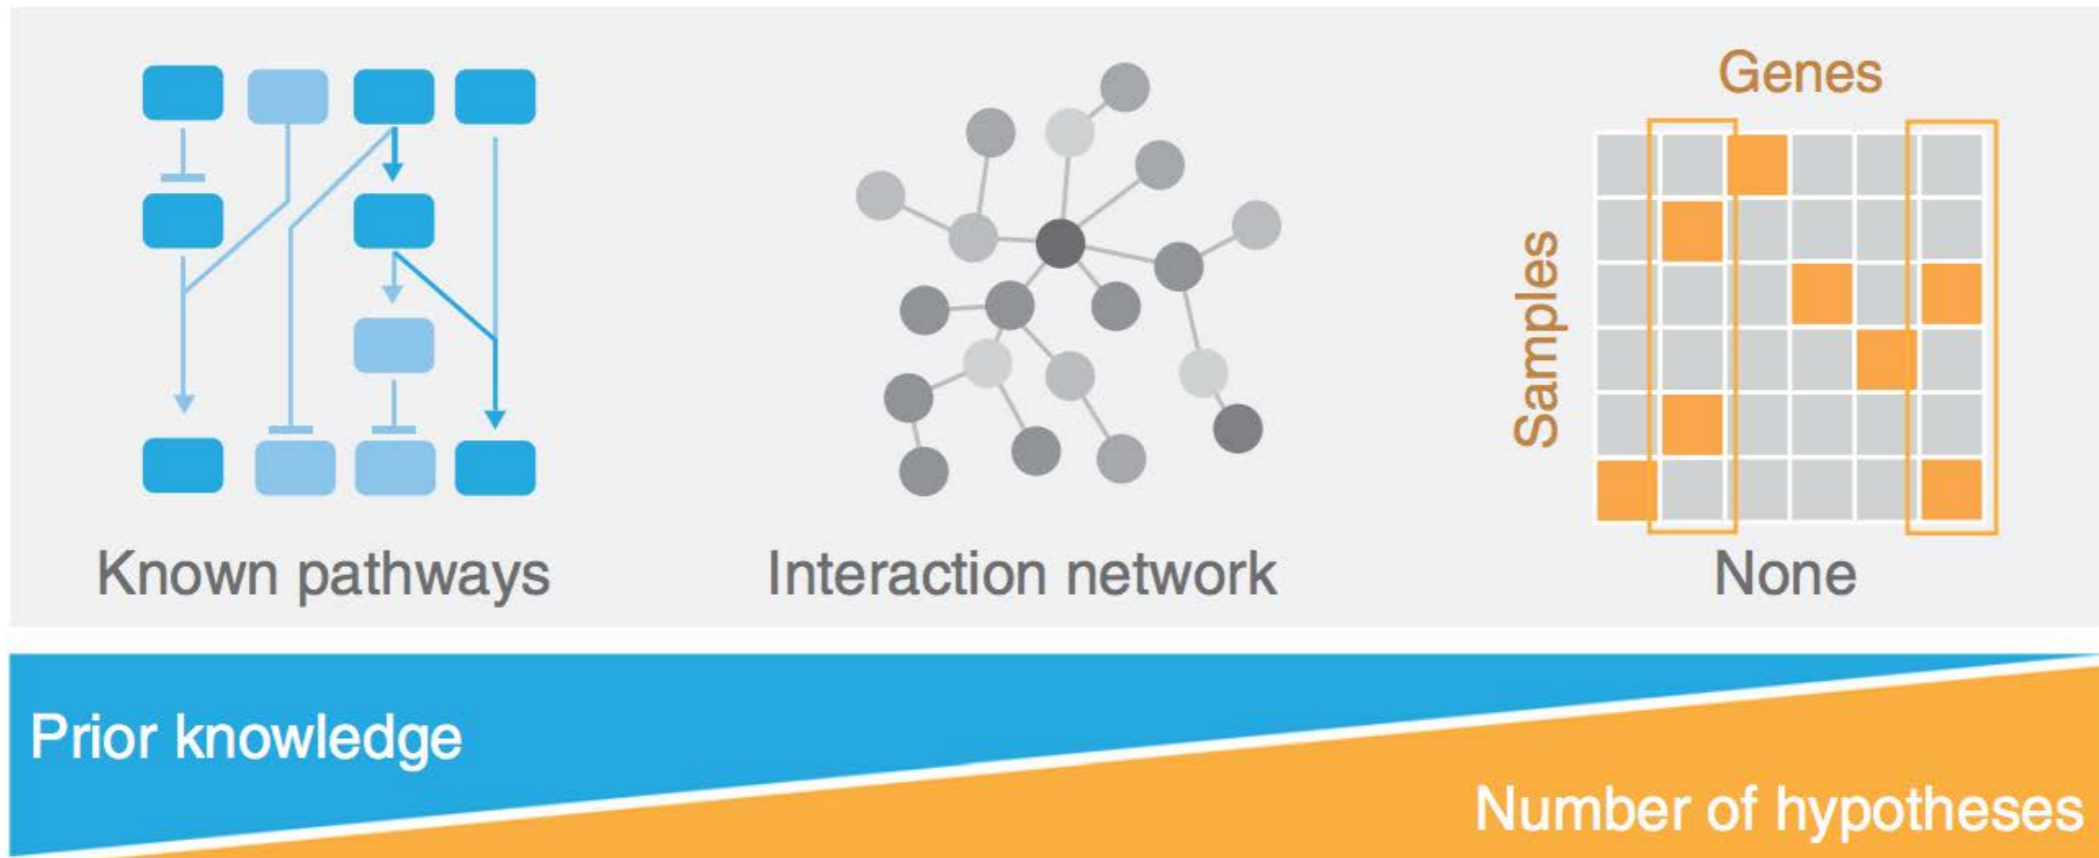 Genes
Samples
Known pathways
Interaction network
None
Prior knowledge
Number of hypotheses